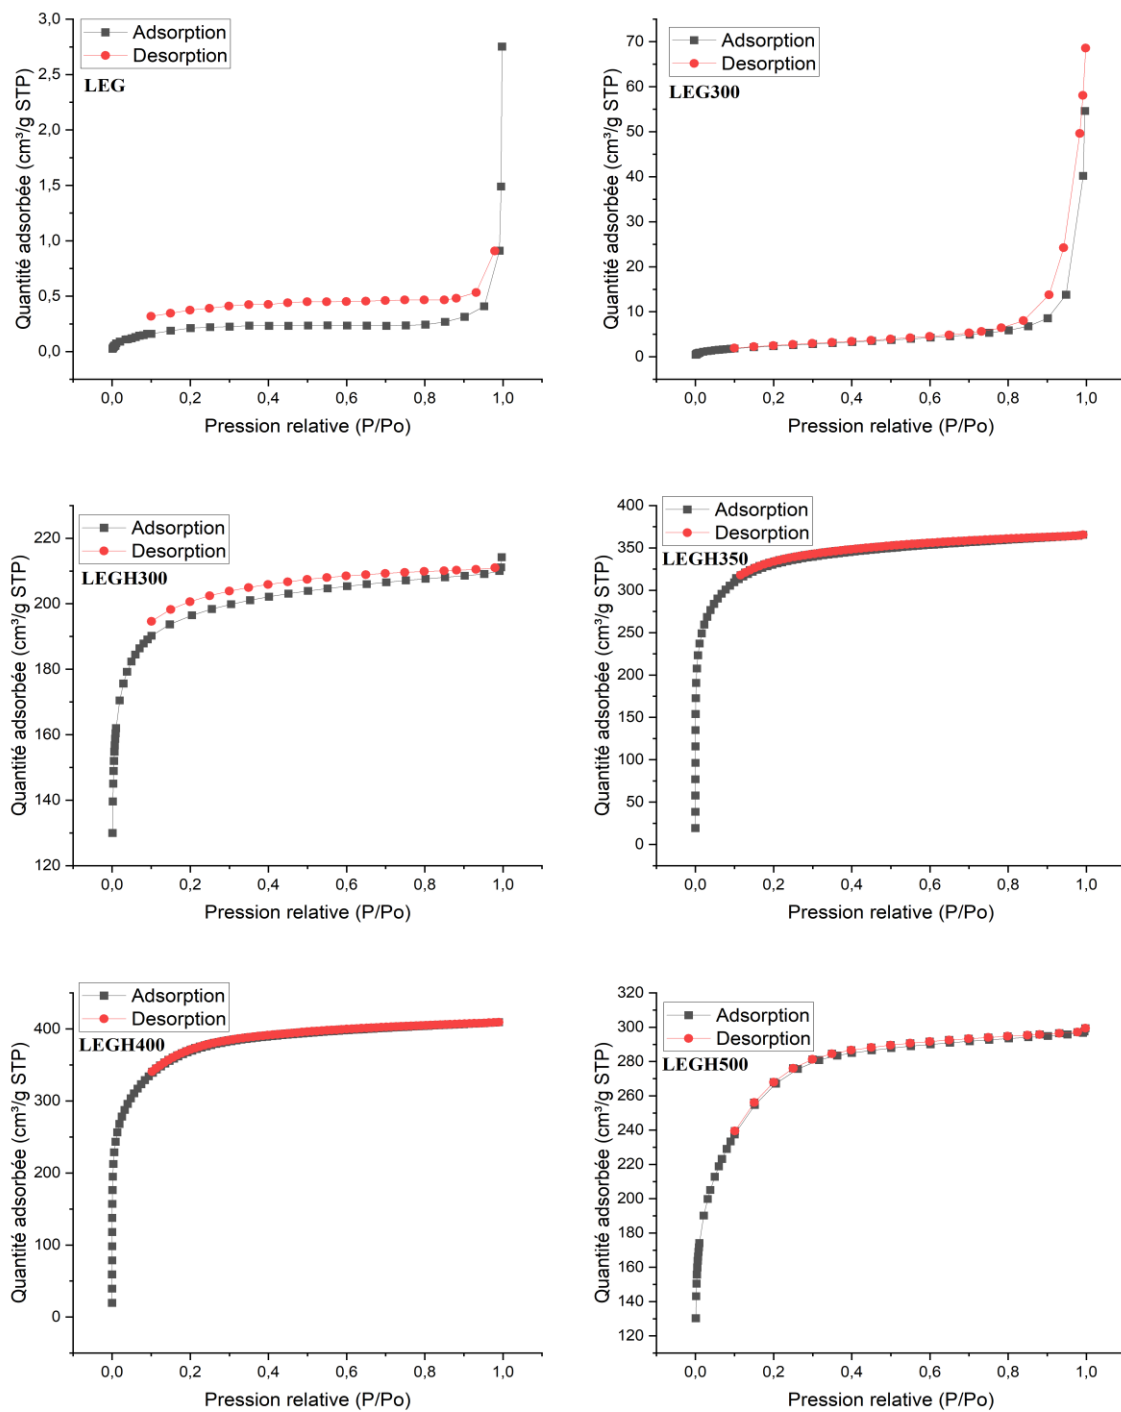 Adsorption
Desorption
LEG
Quantité adsorbée (cm³/g STP)
3,0
2,5
2,0
1,5
1,0
0,5
0,0
0,0 0,2 0,4 0,6 0,8 1,0
Pression relative (P/Po)
Adsorption
Desorption
LEG300
Quantité adsorbée (cm³/g STP)
70
60
50
40
30
20
10
0
0,0 0,2 0,4 0,6 0,8 1,0
Pression relative (P/Po)
Adsorption
Desorption
LEGH300
Quantité adsorbée (cm³/g STP)
220
200
180
160
140
120
0,0 0,2 0,4 0,6 0,8 1,0
Pression relative (P/Po)
Adsorption
Desorption
LEGH350
Quantité adsorbée (cm³/g STP)
400
350
300
250
200
150
100
50
0
0,0 0,2 0,4 0,6 0,8 1,0
Pression relative (P/Po)
Adsorption
Desorption
LEGH400
Quantité adsorbée (cm³/g STP)
400
300
200
100
0
0,0 0,2 0,4 0,6 0,8 1,0
Pression relative (P/Po)
Adsorption
Desorption
LEGH500
Quantité adsorbée (cm³/g STP)
320
300
280
260
240
220
200
180
160
140
120
0,0 0,2 0,4 0,6 0,8 1,0
Pression relative (P/Po)